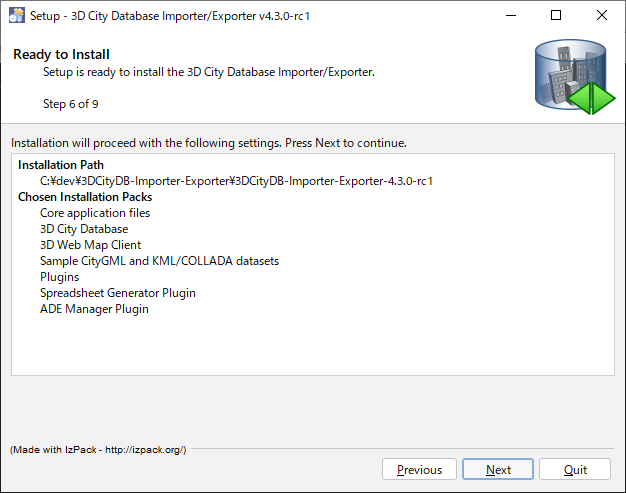 Setup - 3D City Database Importer/Exporter v4.3.0-rc1
Ready to Install
Setup is ready to install the 3D City Database Importer/Exporter.
Step 6 of 9
Installation will proceed with the following settings. Press Next to continue.
Installation Path
C:¥dev¥3DCityDB-Importer-Exporter¥3DCityDB-Importer-Exporter-4.3.0-rc1
Chosen Installation Packs
Core application files
3D City Database
3D Web Map Client
Sample CityGML and KML/COLLADA datasets
Plugins
Spreadsheet Generator Plugin
ADE Manager Plugin
(Made with IzPack - http://izpack.org/)
Previous Next Quit